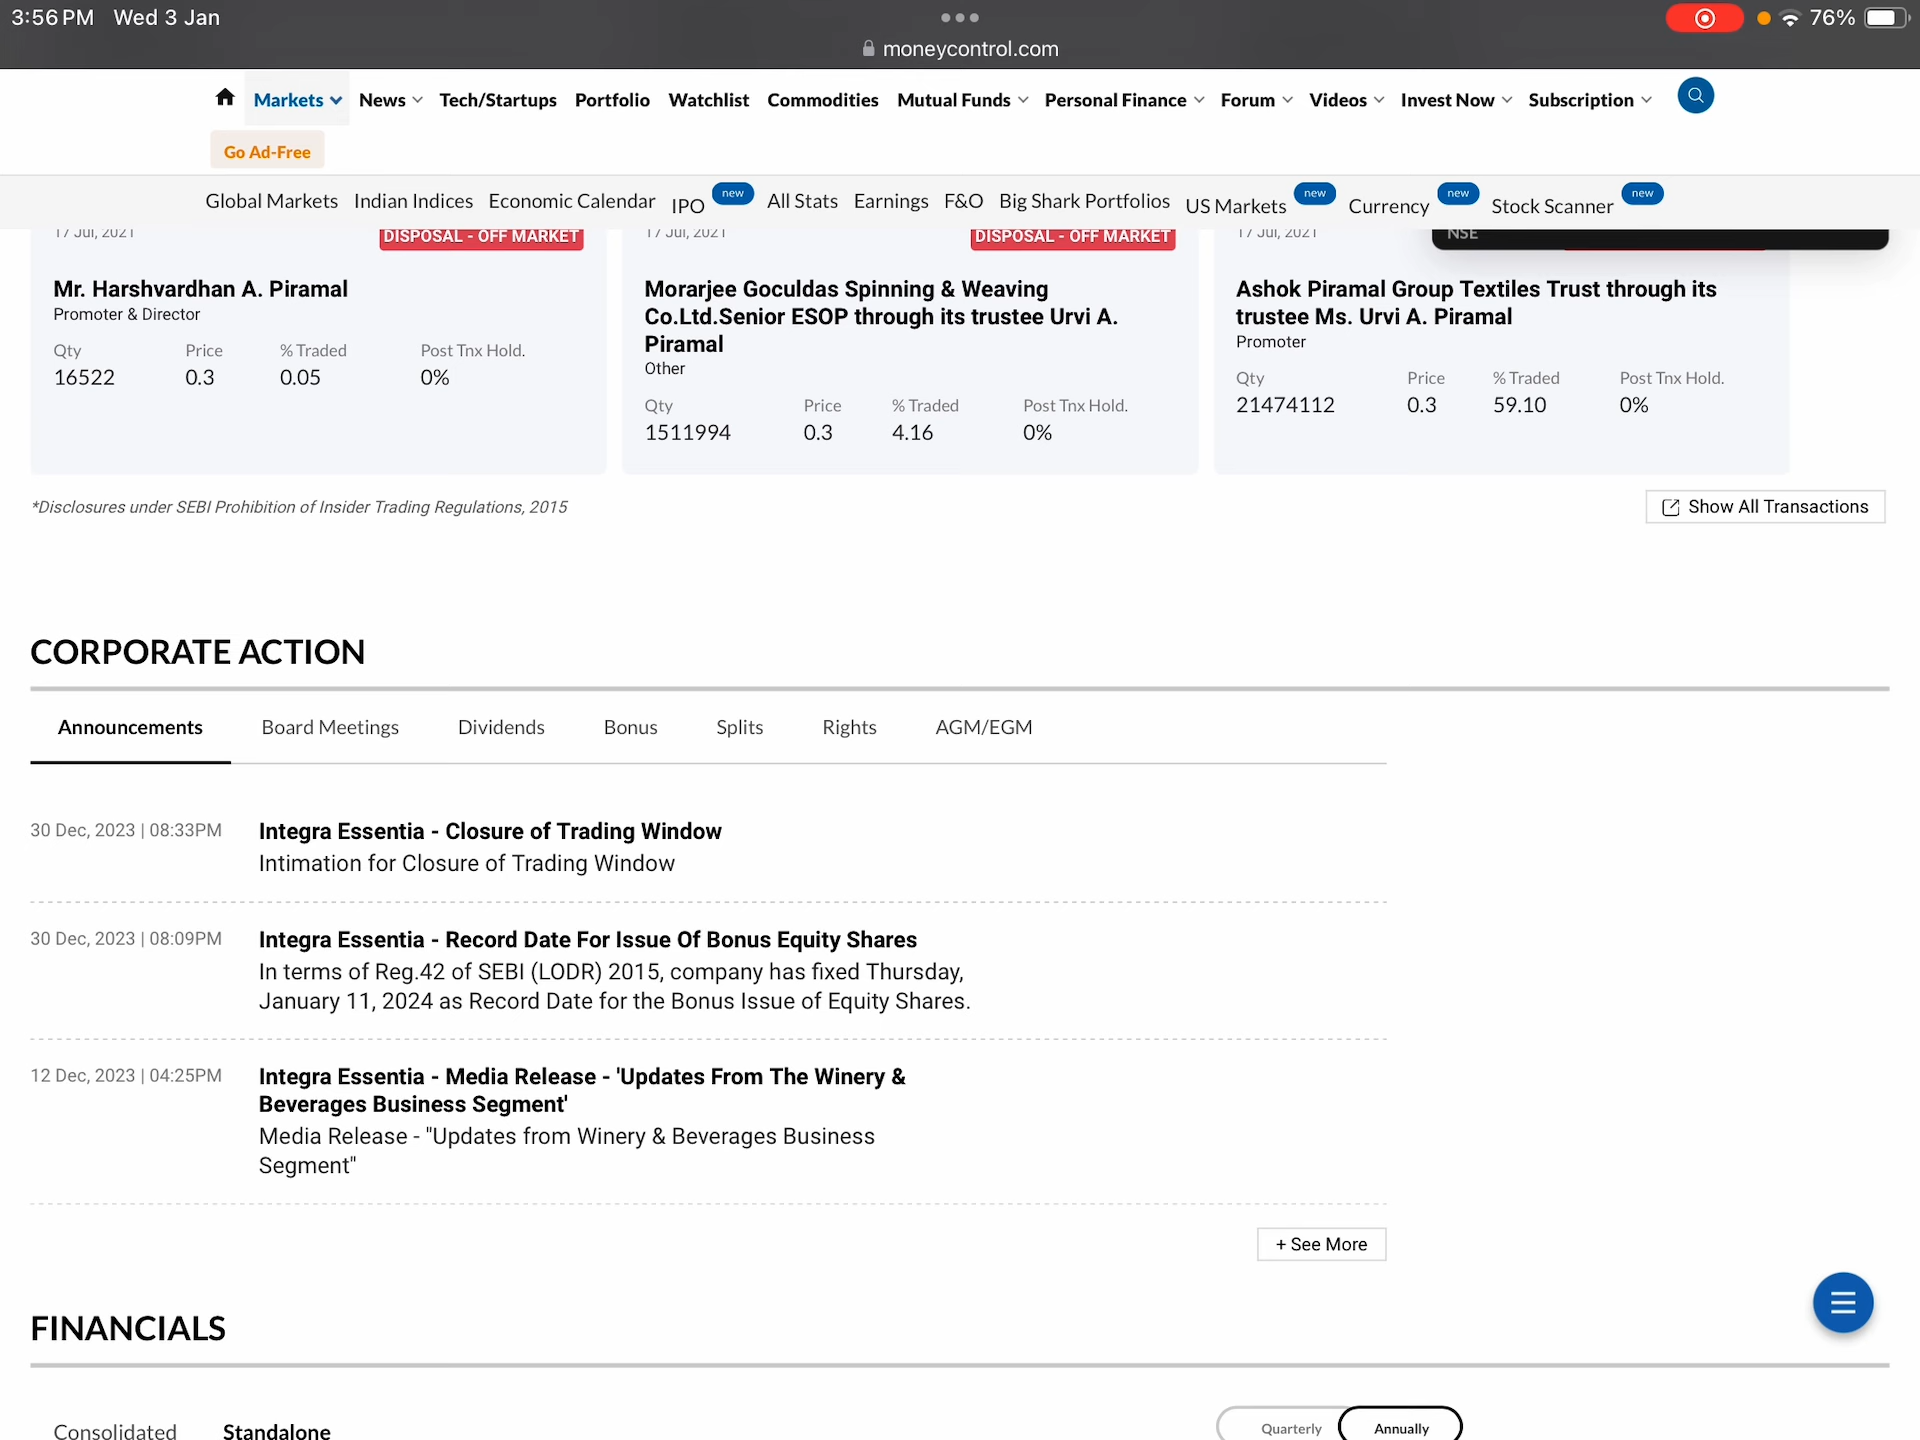 3:56 PM Wed 3 Jan
76%
moneycontrol.com
Markets News Tech/Startups Portfolio Watchlist Commodities Mutual Funds Personal Finance Forum Videos Invest Now Subscription
Go Ad-Free
Global Markets Indian Indices Economic Calendar IPO new All Stats Earnings F&O Big Shark Portfolios US Markets new Currency new Stock Scanner new
17 Jul, 2021 DISPOSAL - OFF MARKET 17 Jul, 2021 DISPOSAL - OFF MARKET 17 Jul, 2021 NSE
Mr. Harshvardhan A. Piramal
Promoter & Director
Qty Price % Traded Post Tnx Hold.
16522 0.3 0.05 0%
Morarjee Goculdas Spinning & Weaving
Co.Ltd.Senior ESOP through its trustee Urvi A.
Piramal
Other
Qty Price % Traded Post Tnx Hold.
1511994 0.3 4.16 0%
Ashok Piramal Group Textiles Trust through its
trustee Ms. Urvi A. Piramal
Promoter
Qty Price % Traded Post Tnx Hold.
21474112 0.3 59.10 0%
*Disclosures under SEBI Prohibition of Insider Trading Regulations, 2015
Show All Transactions
CORPORATE ACTION
Announcements Board Meetings Dividends Bonus Splits Rights AGM/EGM
30 Dec, 2023 | 08:33PM
Integra Essentia - Closure of Trading Window
Intimation for Closure of Trading Window
30 Dec, 2023 | 08:09PM
Integra Essentia - Record Date For Issue Of Bonus Equity Shares
In terms of Reg.42 of SEBI (LODR) 2015, company has fixed Thursday,
January 11, 2024 as Record Date for the Bonus Issue of Equity Shares.
12 Dec, 2023 | 04:25PM
Integra Essentia - Media Release - 'Updates From The Winery &
Beverages Business Segment'
Media Release - "Updates from Winery & Beverages Business
Segment"
+ See More
FINANCIALS
Consolidated Standalone
Quarterly Annually